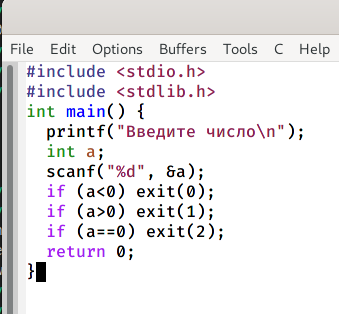 File Edit Options Buffers Tools C Help
#include <stdio.h>
#include <stdlib.h>
int main() {
  printf("Введите число\n");
  int a;
  scanf("%d", &a);
  if (a<0) exit(0);
  if (a>0) exit(1);
  if (a==0) exit(2);
  return 0;
}